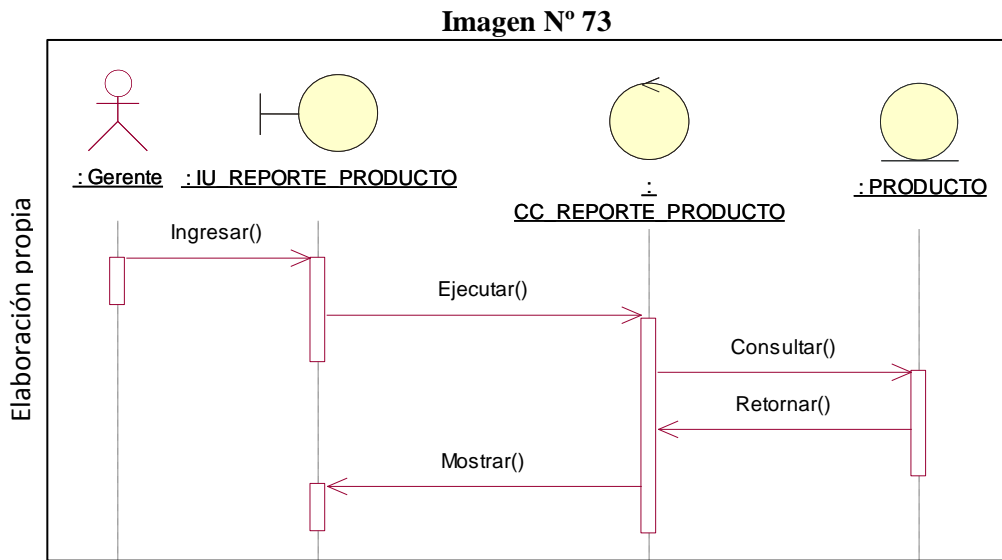 Imagen Nº 73
: Gerente
: IU_REPORTE_PRODUCTO
:
CC_REPORTE_PRODUCTO
: PRODUCTO
Ingresar()
Ejecutar()
Consultar()
Retornar()
Mostrar()
Elaboración propia